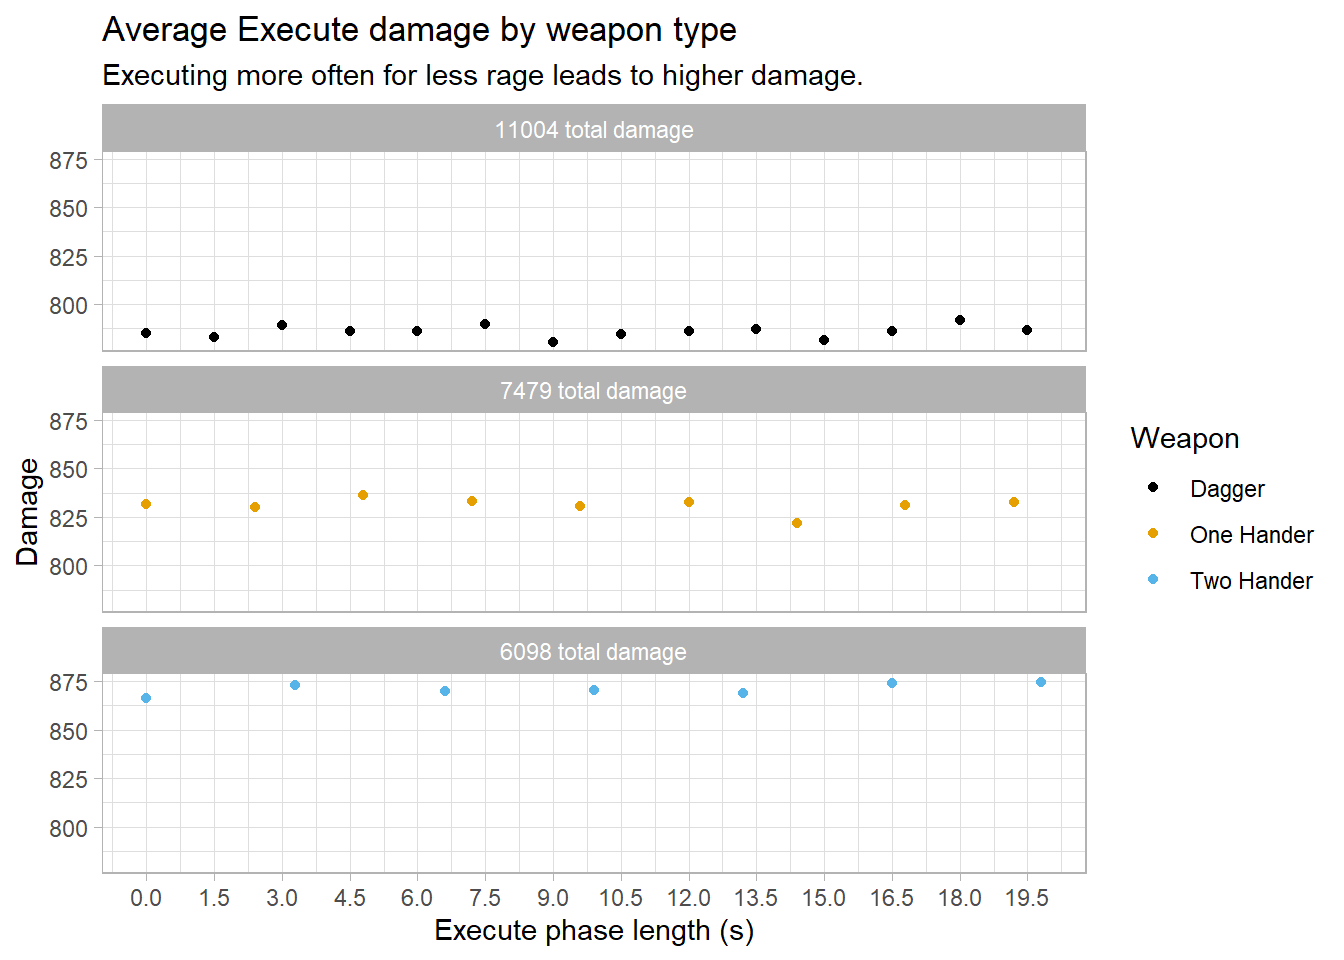 Average Execute damage by weapon type
Executing more often for less rage leads to higher damage.
11004 total damage
875
850
825
800
7479 total damage
875
850
825
800
6098 total damage
875
850
825
800
0.0 1.5 3.0 4.5 6.0 7.5 9.0 10.5 12.0 13.5 15.0 16.5 18.0 19.5
Execute phase length (s)
Damage
Weapon
Dagger
One Hander
Two Hander